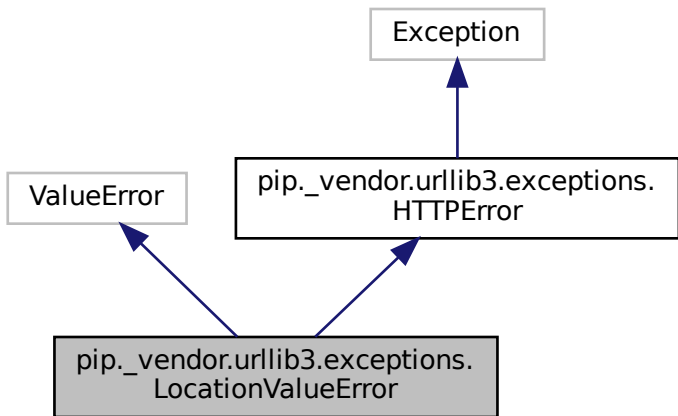 Exception
pip._vendor.urllib3.exceptions.
HTTPError
ValueError
pip._vendor.urllib3.exceptions.
LocationValueError